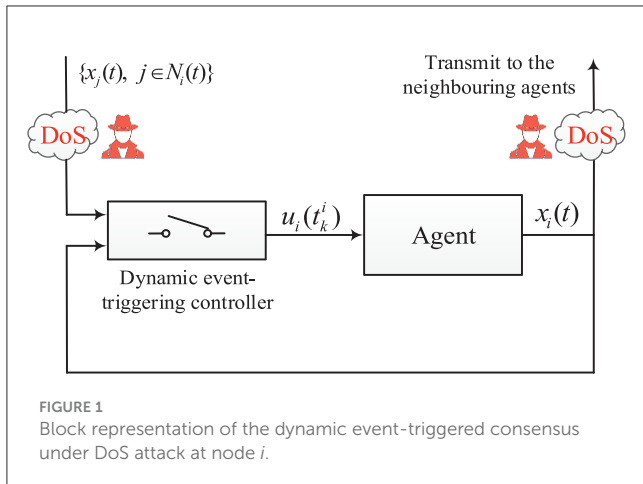 {x_j(t), j∈N_i(t)}
Transmit to the
neighbouring agents
DoS
DoS
u_i(t_k^i)
Agent
x_i(t)
Dynamic event-
triggering controller
FIGURE 1
Block representation of the dynamic event-triggered consensus
under DoS attack at node i.